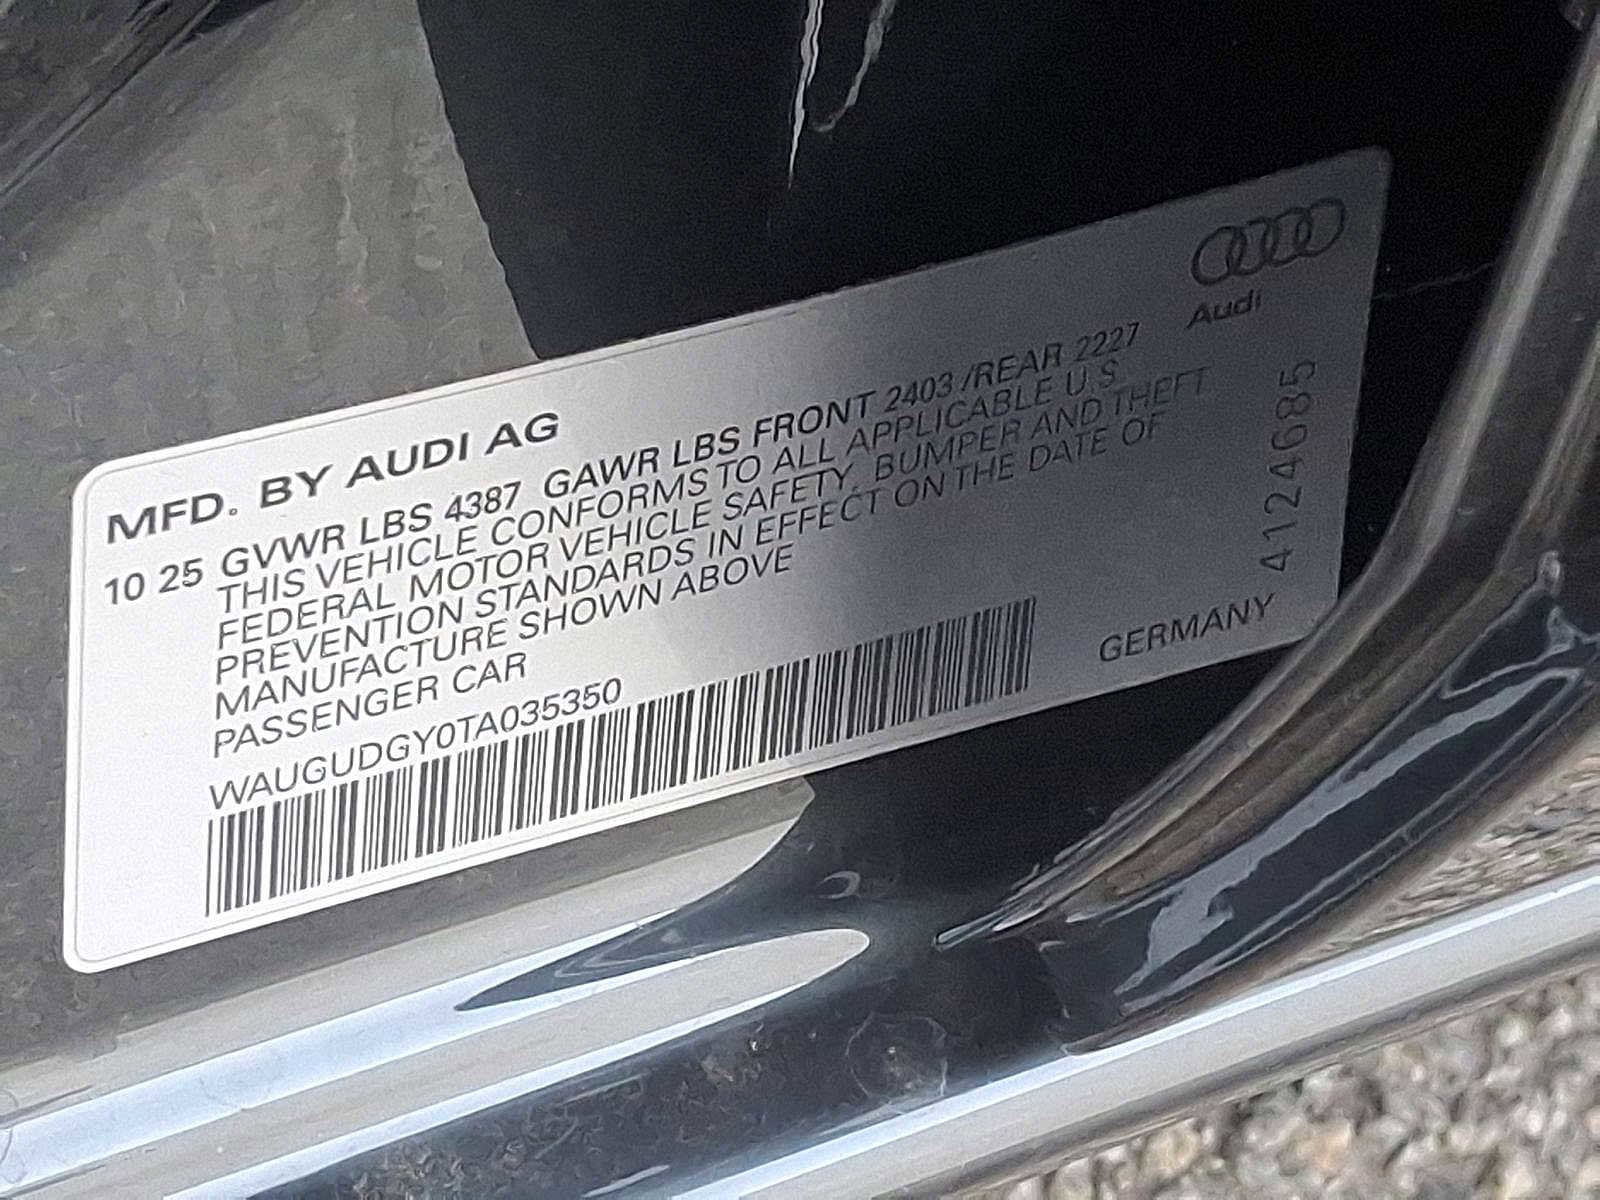 Audi
MFD. BY AUDI AG
10 25 GVWR LBS 4387 GAWR LBS FRONT 2403 /REAR 2227
THIS VEHICLE CONFORMS TO ALL APPLICABLE U.S.
FEDERAL MOTOR VEHICLE SAFETY, BUMPER AND THEFT
PREVENTION STANDARDS IN EFFECT ON THE DATE OF
MANUFACTURE SHOWN ABOVE
PASSENGER CAR
WAUGUDGY0TA035350
GERMANY
4124685